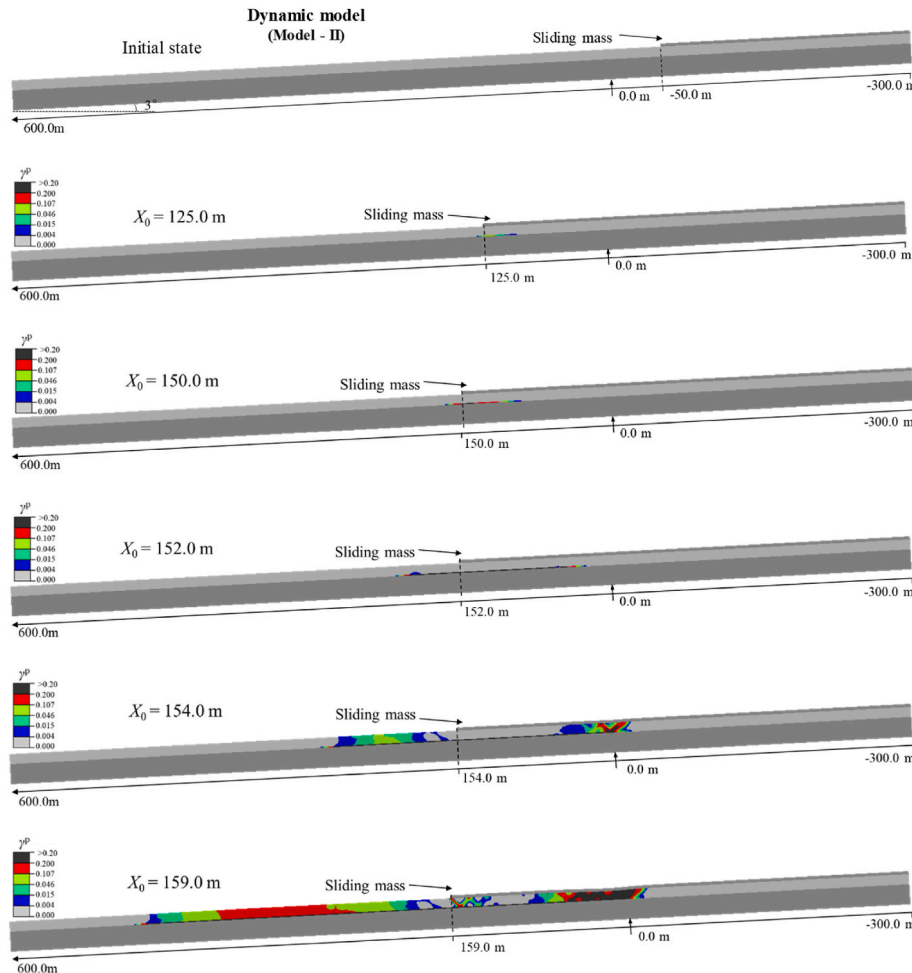 Dynamic model
(Model - II)
Initial state
Sliding mass
3°
600.0m
0.0 m
-50.0 m
-300.0 m
γᵖ
>0.20
0.200
0.107
0.046
0.015
0.004
0.000
X₀ = 125.0 m
Sliding mass
600.0m
125.0 m
0.0 m
-300.0 m
γᵖ
>0.20
0.200
0.107
0.046
0.015
0.004
0.000
X₀ = 150.0 m
Sliding mass
600.0m
150.0 m
0.0 m
-300.0 m
γᵖ
>0.20
0.200
0.107
0.046
0.015
0.004
0.000
X₀ = 152.0 m
Sliding mass
600.0m
152.0 m
0.0 m
-300.0 m
γᵖ
>0.20
0.200
0.107
0.046
0.015
0.004
0.000
X₀ = 154.0 m
Sliding mass
600.0m
154.0 m
0.0 m
-300.0 m
γᵖ
>0.20
0.200
0.107
0.046
0.015
0.004
0.000
X₀ = 159.0 m
Sliding mass
600.0m
159.0 m
0.0 m
-300.0 m